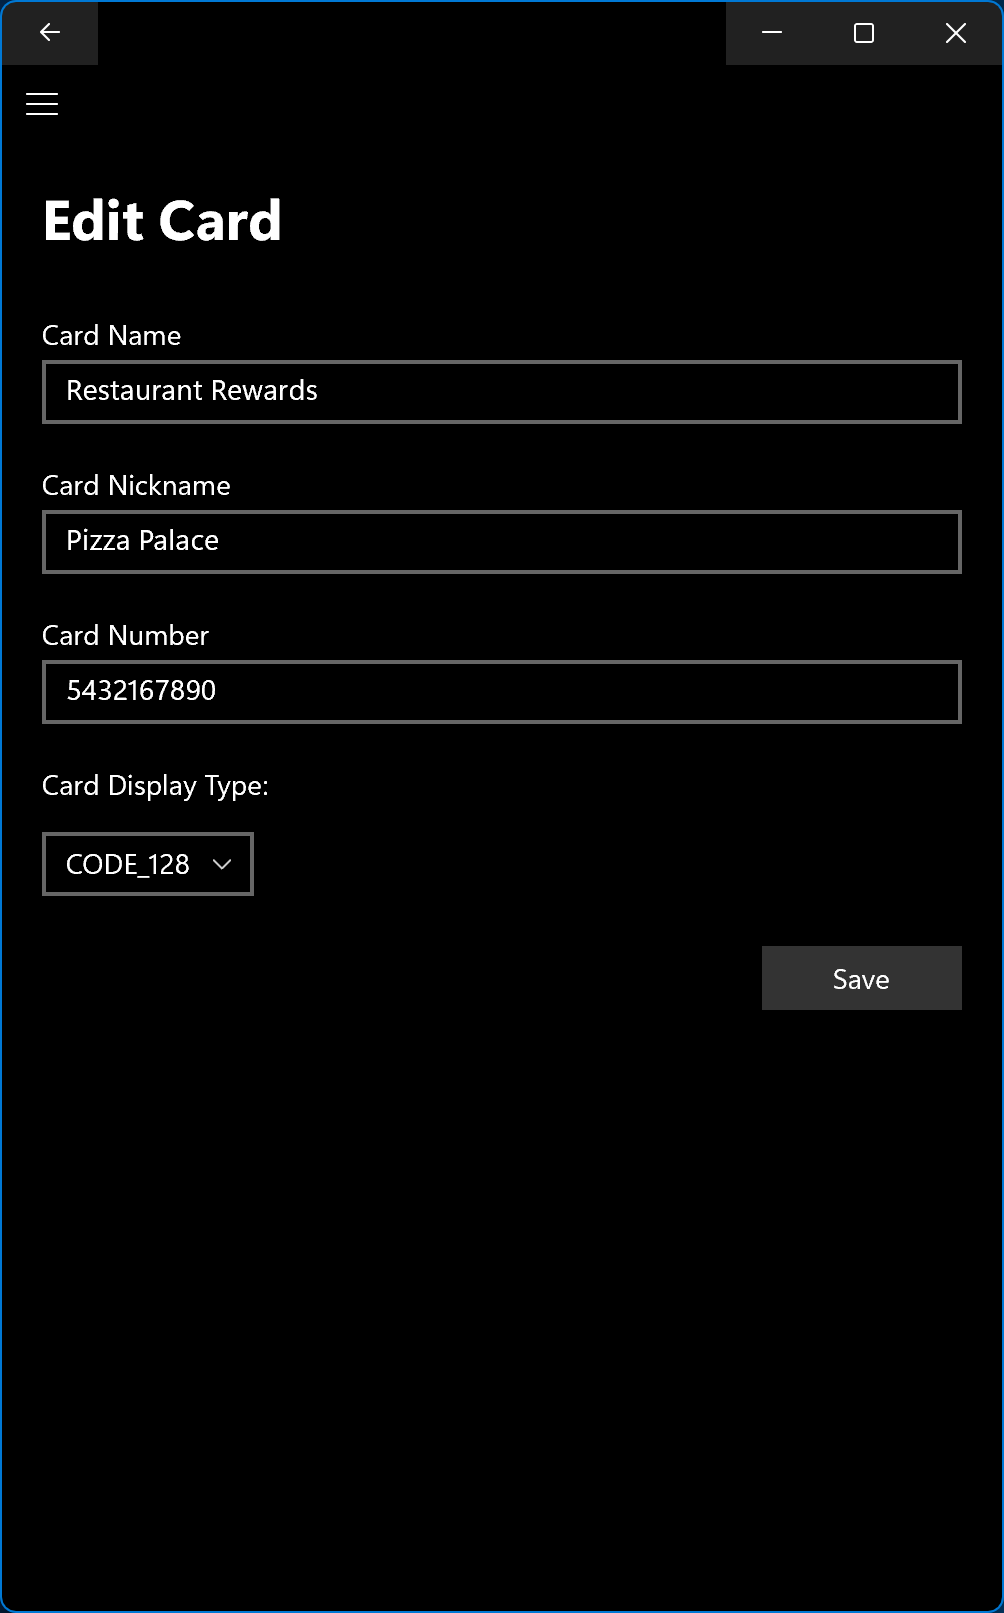 Edit Card
Card Name
Restaurant Rewards
Card Nickname
Pizza Palace
Card Number
5432167890
Card Display Type:
CODE_128
Save